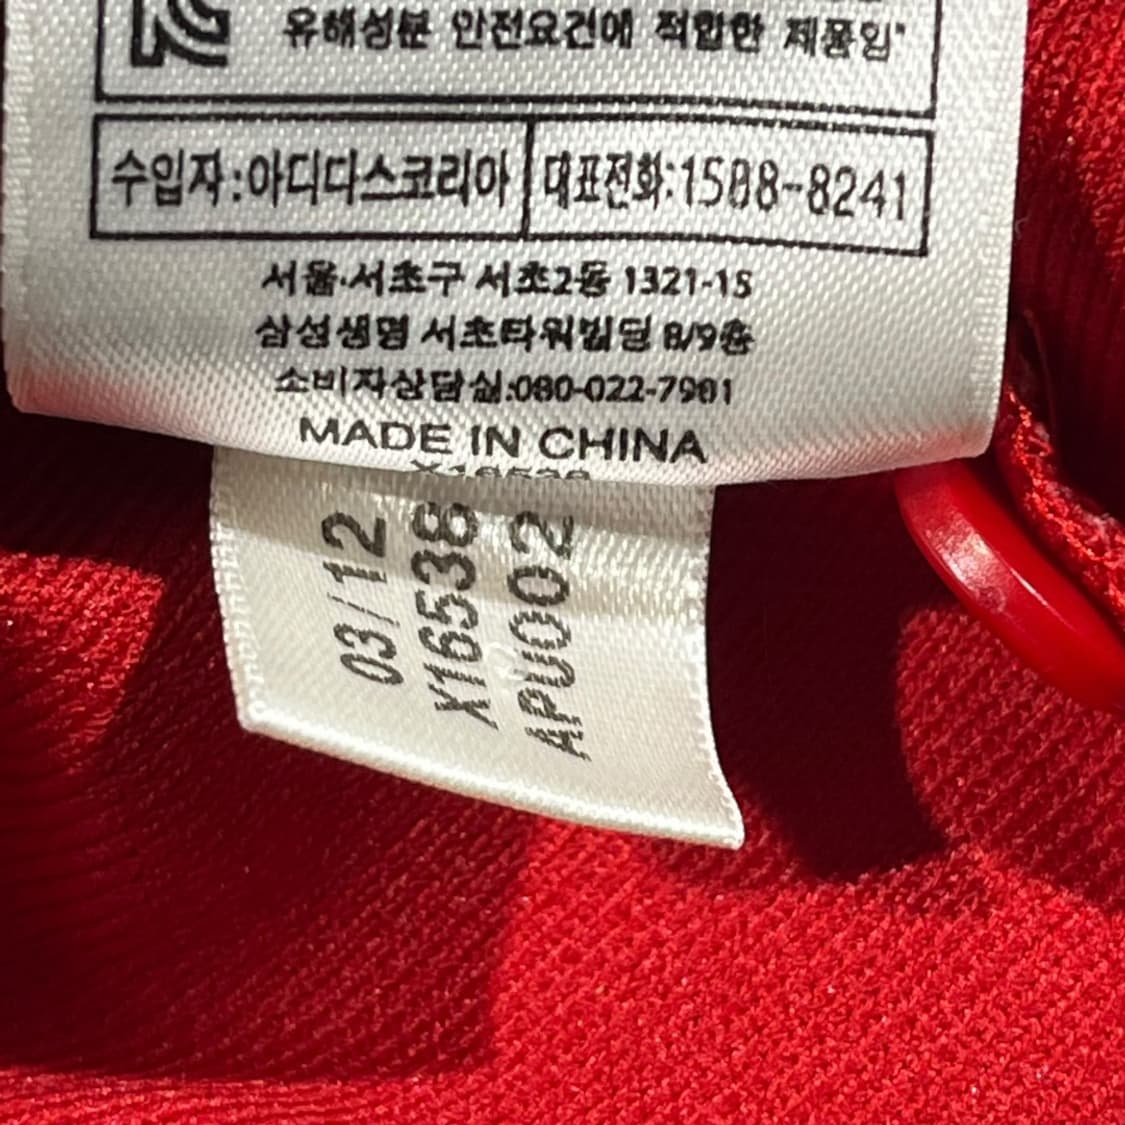 유해성분 안전요건에 적합한 제품임"
수입자:아디다스코리아 대표전화:1588-8241
서울·서초구 서초2동 1321-15
삼성생명 서초타워빌딩 8/9층
소비자상담실:080-022-7981
MADE IN CHINA
X16538
03/12
X16538
APU002